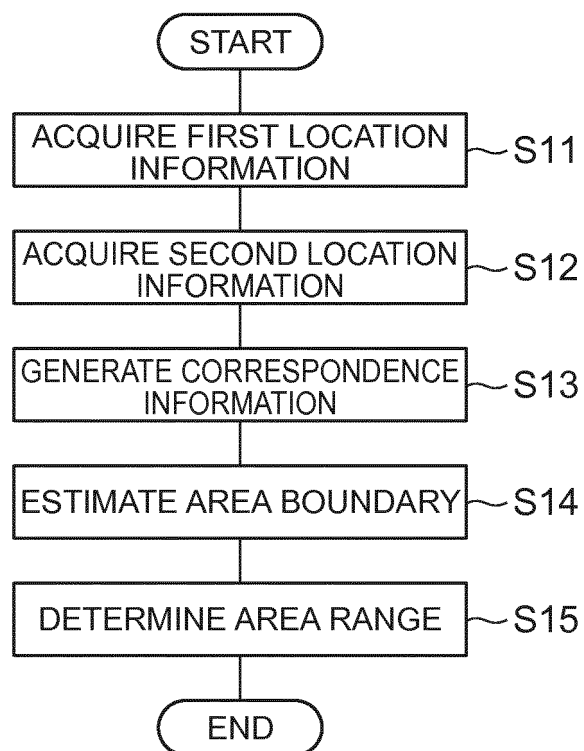 START
ACQUIRE FIRST LOCATION
INFORMATION
S11
ACQUIRE SECOND LOCATION
INFORMATION
S12
GENERATE CORRESPONDENCE
INFORMATION
S13
ESTIMATE AREA BOUNDARY
S14
DETERMINE AREA RANGE
S15
END